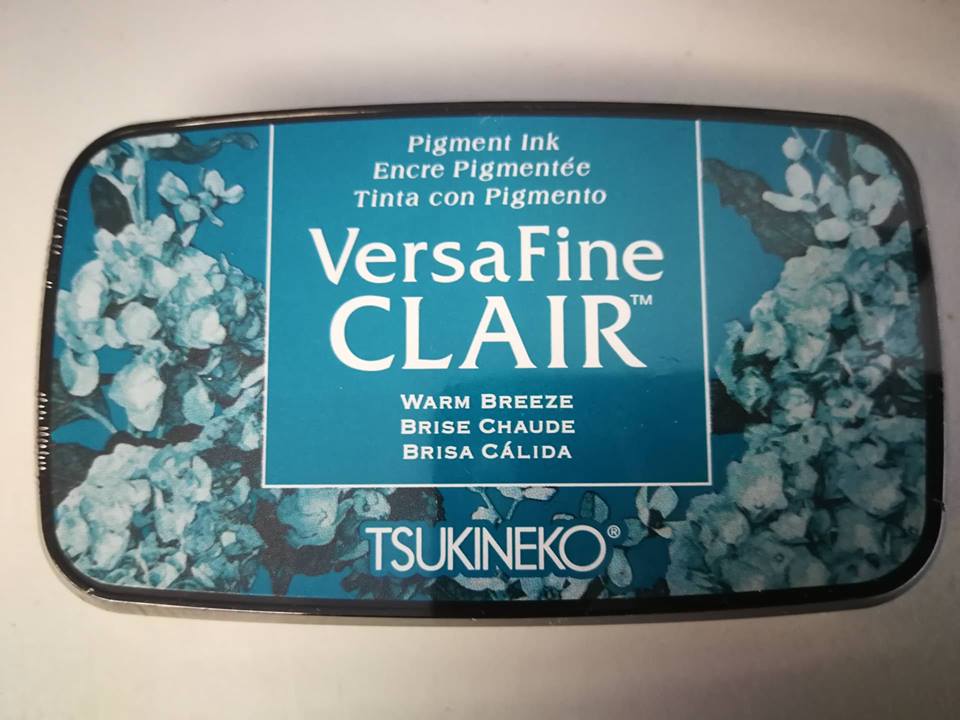 Pigment Ink
Encre Pigmentée
Tinta con Pigmento
VersaFine
CLAIR™
WARM BREEZE
BRISE CHAUDE
BRISA CÁLIDA
TSUKINEKO®